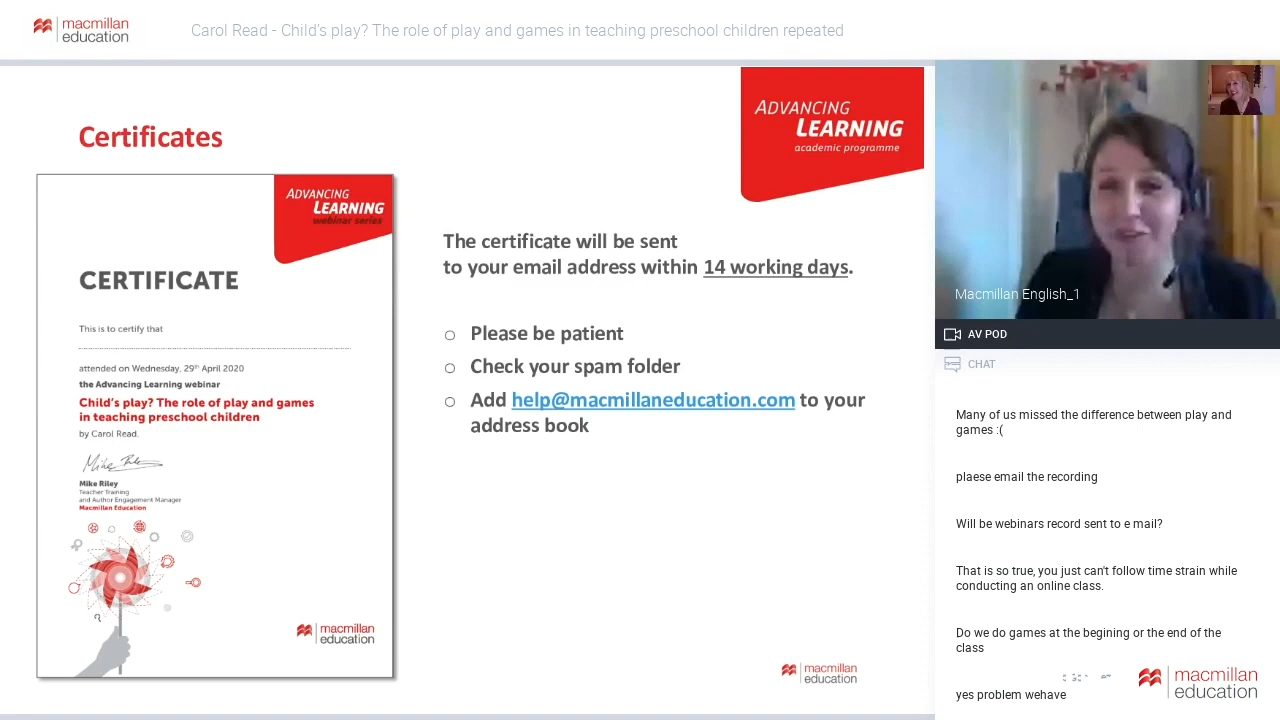 macmillan
education
Carol Read - Child's play? The role of play and games in teaching preschool children repeated
Certificates
ADVANCING
LEARNING
academic programme
ADVANCING
LEARNING
webinar series
CERTIFICATE
This is to certify that
attended on Wednesday, 29th April 2020
the Advancing Learning webinar
Child's play? The role of play and games
in teaching preschool children
by Carol Read.
Mike Riley
Teacher Training
and Author Engagement Manager
Macmillan Education
macmillan
education
The certificate will be sent
to your email address within 14 working days.
Please be patient
Check your spam folder
Add help@macmillaneducation.com to your
address book
macmillan
education
Macmillan English_1
AV POD
CHAT
Many of us missed the difference between play and
games :(
plaese email the recording
Will be webinars record sent to e mail?
That is so true, you just can't follow time strain while
conducting an online class.
Do we do games at the begining or the end of the
class
yes problem wehave
macmillan
education